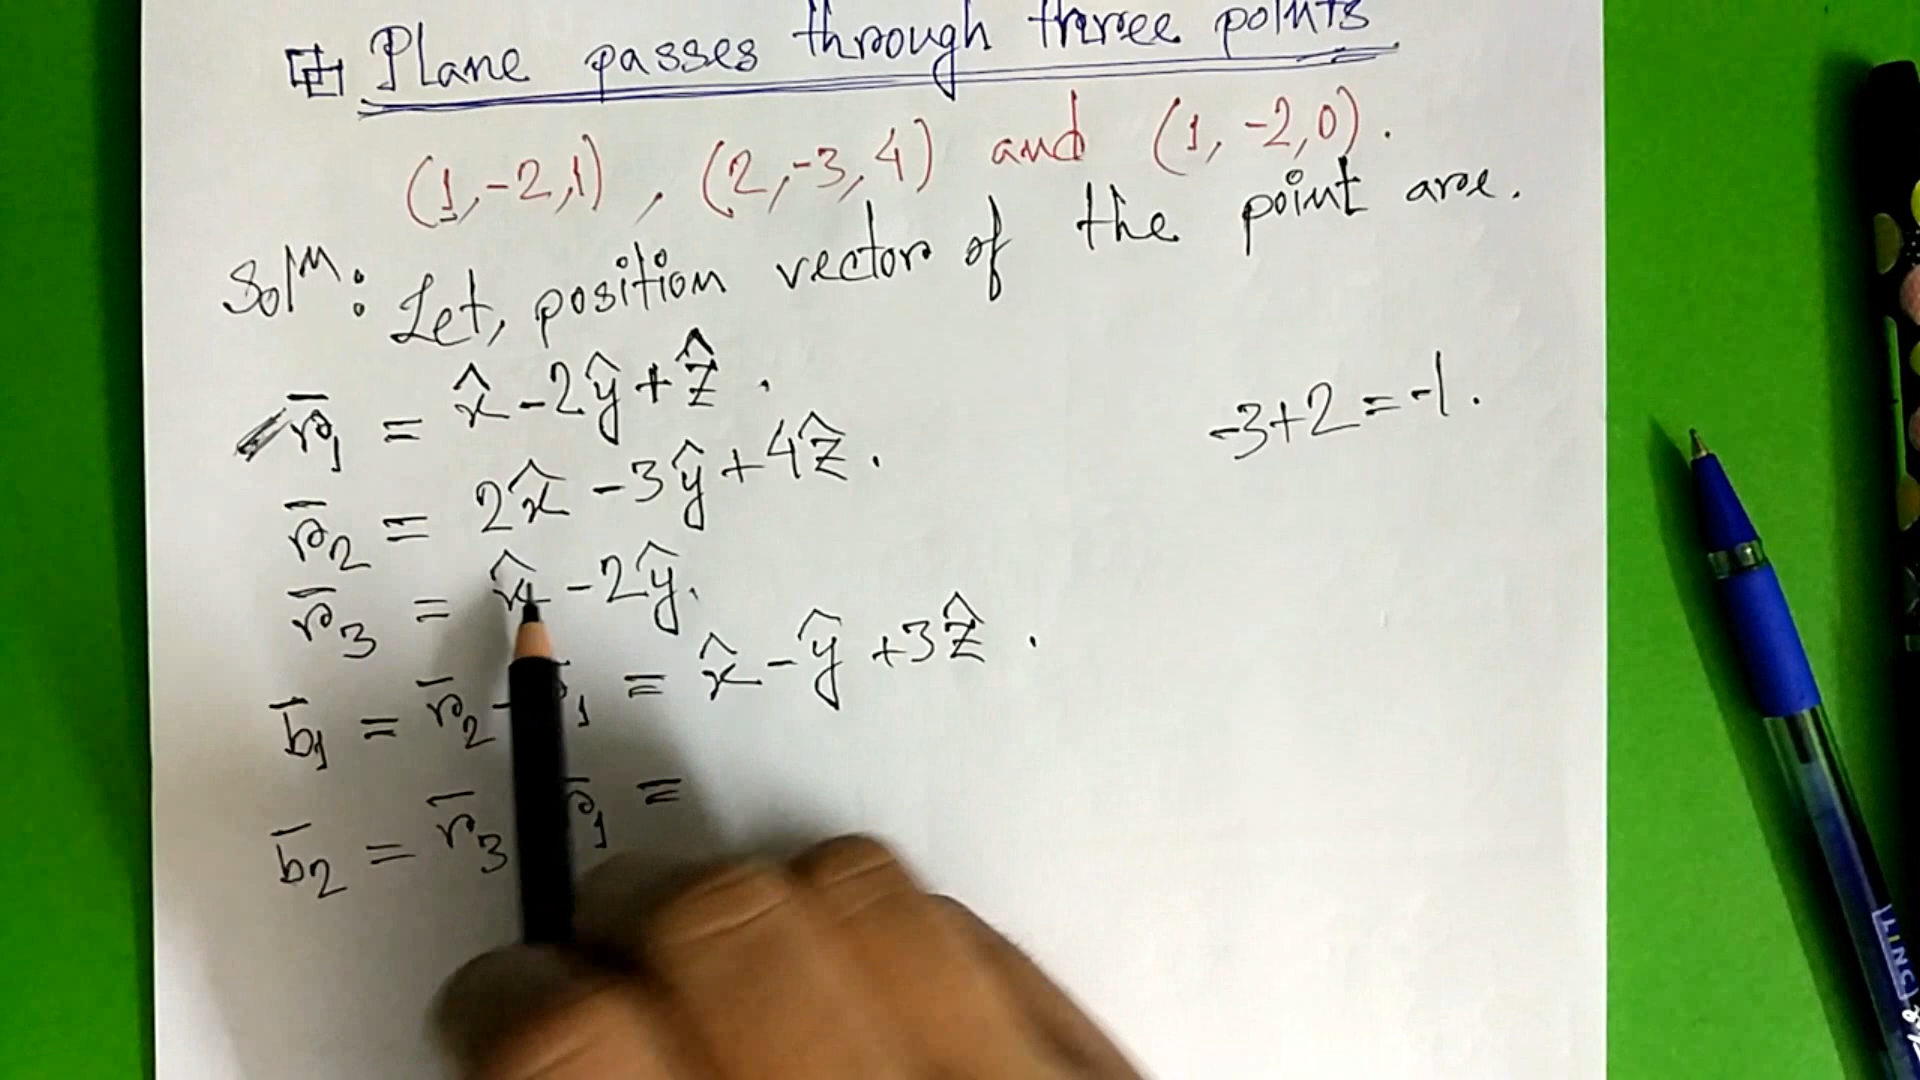 Plane passes through three points
(1,-2,1), (2,-3,4) and (1,-2,0).
Solⁿ: Let, position vector of the point are.
r̄₁ = x̂ - 2ŷ + ẑ.
-3+2=-1.
r̄₂ = 2x̂ - 3ŷ + 4ẑ.
r̄₃ = x̂ - 2ŷ.
b̄₁ = r̄₂ - r̄₁ = x̂ - ŷ + 3ẑ.
b̄₂ = r̄₃ r̄₁ =
LINC